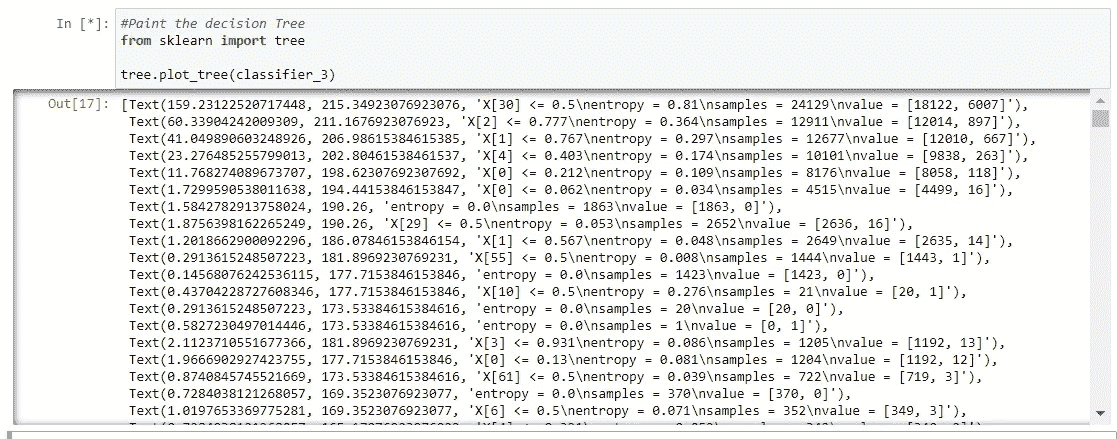 In [*]: #Paint the decision Tree
from sklearn import tree
tree.plot_tree(classifier_3)
Out[17]: [Text(159.23122520717448, 215.34923076923076, 'X[30] <= 0.5\nentropy = 0.81\nsamples = 24129\nvalue = [18122, 6007]'),
Text(60.33904242009309, 211.1676923076923, 'X[2] <= 0.777\nentropy = 0.364\nsamples = 12911\nvalue = [12014, 897]'),
Text(41.049890603248926, 206.98615384615385, 'X[1] <= 0.767\nentropy = 0.297\nsamples = 12677\nvalue = [12010, 667]'),
Text(23.276485255799013, 202.80461538461537, 'X[4] <= 0.403\nentropy = 0.174\nsamples = 10101\nvalue = [9838, 263]'),
Text(11.768274089673707, 198.62307692307692, 'X[0] <= 0.212\nentropy = 0.109\nsamples = 8176\nvalue = [8058, 118]'),
Text(1.7299590538011638, 194.44153846153847, 'X[0] <= 0.062\nentropy = 0.034\nsamples = 4515\nvalue = [4499, 16]'),
Text(1.5842782913758024, 190.26, 'entropy = 0.0\nsamples = 1863\nvalue = [1863, 0]'),
Text(1.8756398162265249, 190.26, 'X[29] <= 0.5\nentropy = 0.053\nsamples = 2652\nvalue = [2636, 16]'),
Text(1.2018662900092296, 186.07846153846154, 'X[1] <= 0.567\nentropy = 0.048\nsamples = 2649\nvalue = [2635, 14]'),
Text(0.2913615248507223, 181.8969230769231, 'X[55] <= 0.5\nentropy = 0.008\nsamples = 1444\nvalue = [1443, 1]'),
Text(0.14568076242536115, 177.7153846153846, 'entropy = 0.0\nsamples = 1423\nvalue = [1423, 0]'),
Text(0.43704228727608346, 177.7153846153846, 'X[10] <= 0.5\nentropy = 0.276\nsamples = 21\nvalue = [20, 1]'),
Text(0.2913615248507223, 173.53384615384616, 'entropy = 0.0\nsamples = 20\nvalue = [20, 0]'),
Text(0.5827230497014446, 173.53384615384616, 'entropy = 0.0\nsamples = 1\nvalue = [0, 1]'),
Text(2.1123710551677366, 181.8969230769231, 'X[3] <= 0.931\nentropy = 0.086\nsamples = 1205\nvalue = [1192, 13]'),
Text(1.9666902927423755, 177.7153846153846, 'X[0] <= 0.13\nentropy = 0.081\nsamples = 1204\nvalue = [1192, 12]'),
Text(0.8740845745521669, 173.53384615384616, 'X[61] <= 0.5\nentropy = 0.039\nsamples = 722\nvalue = [719, 3]'),
Text(0.7284038121268057, 169.3523076923077, 'entropy = 0.0\nsamples = 370\nvalue = [370, 0]'),
Text(1.0197653369775281, 169.3523076923077, 'X[6] <= 0.5\nentropy = 0.071\nsamples = 352\nvalue = [349, 3]'),